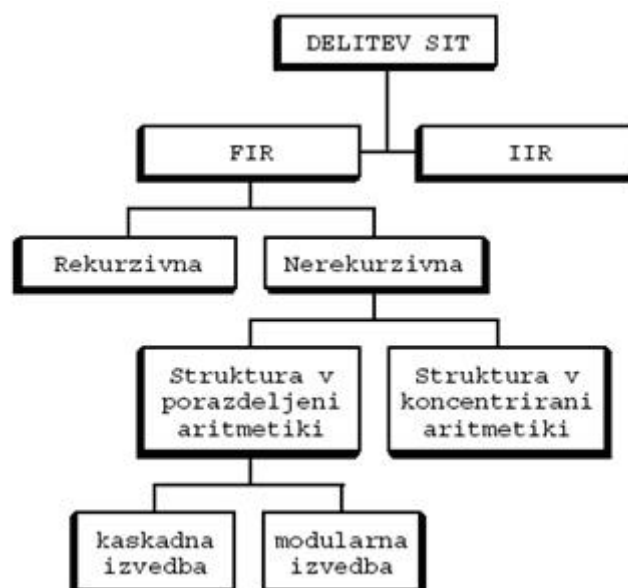 DELITEV SIT
FIR
IIR
Rekurzivna
Nerekurzivna
Struktura v
porazdeljeni
aritmetiki
Struktura v
koncentrirani
aritmetiki
kaskadna
izvedba
modularna
izvedba